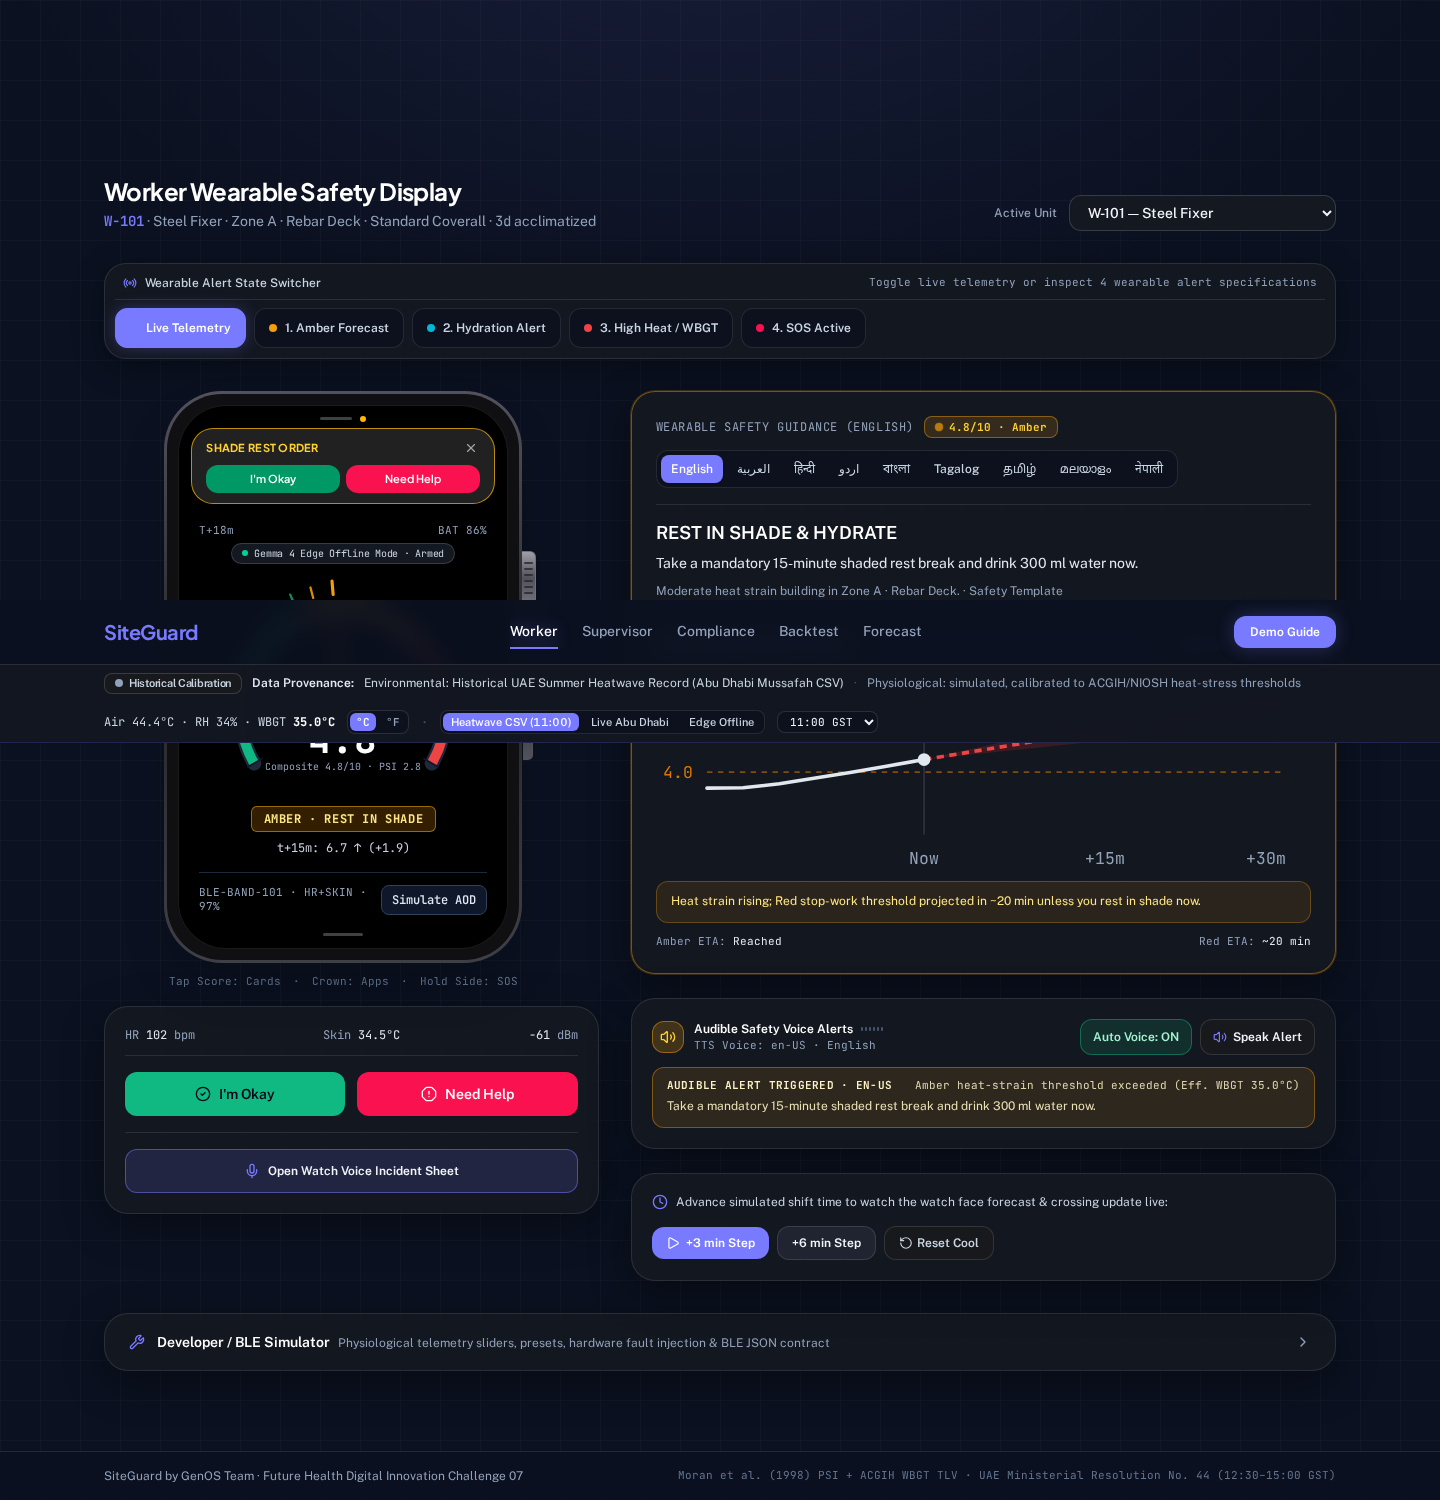 Worker Wearable Safety Display
W-101 · Steel Fixer · Zone A · Rebar Deck · Standard Coverall · 3d acclimatized
Active Unit
W-101 — Steel Fixer
Wearable Alert State Switcher
Toggle live telemetry or inspect 4 wearable alert specifications
Live Telemetry
1. Amber Forecast
2. Hydration Alert
3. High Heat / WBGT
4. SOS Active
SHADE REST ORDER
I'm Okay
Need Help
T+18m
BAT 86%
Gemma 4 Edge Offline Mode · Armed
WEARABLE SAFETY GUIDANCE (ENGLISH)
4.8/10 · Amber
English
العربية
हिन्दी
اردو
বাংলা
Tagalog
தமிழ்
മലയാളം
नेपाली
REST IN SHADE & HYDRATE
Take a mandatory 15-minute shaded rest break and drink 300 ml water now.
Moderate heat strain building in Zone A · Rebar Deck. · Safety Template
SiteGuard
Worker
Supervisor
Compliance
Backtest
Forecast
Demo Guide
Historical Calibration
Data Provenance: Environmental: Historical UAE Summer Heatwave Record (Abu Dhabi Mussafah CSV) · Physiological: simulated, calibrated to ACGIH/NIOSH heat-stress thresholds
Air 44.4°C · RH 34% · WBGT 35.0°C
°C
°F
·
Heatwave CSV (11:00)
Live Abu Dhabi
Edge Offline
11:00 GST
4.8
Composite 4.8/10 · PSI 2.8
AMBER · REST IN SHADE
t+15m: 6.7 ↑ (+1.9)
BLE-BAND-101 · HR+SKIN ·
97%
Simulate AOD
Tap Score: Cards · Crown: Apps · Hold Side: SOS
4.0
Now
+15m
+30m
Heat strain rising; Red stop-work threshold projected in ~20 min unless you rest in shade now.
Amber ETA: Reached
Red ETA: ~20 min
HR 102 bpm
Skin 34.5°C
-61 dBm
I'm Okay
Need Help
Open Watch Voice Incident Sheet
Audible Safety Voice Alerts
TTS Voice: en-US · English
Auto Voice: ON
Speak Alert
AUDIBLE ALERT TRIGGERED · EN-US
Amber heat-strain threshold exceeded (Eff. WBGT 35.0°C)
Take a mandatory 15-minute shaded rest break and drink 300 ml water now.
Advance simulated shift time to watch the watch face forecast & crossing update live:
+3 min Step
+6 min Step
Reset Cool
Developer / BLE Simulator
Physiological telemetry sliders, presets, hardware fault injection & BLE JSON contract
SiteGuard by GenOS Team · Future Health Digital Innovation Challenge 07
Moran et al. (1998) PSI + ACGIH WBGT TLV · UAE Ministerial Resolution No. 44 (12:30–15:00 GST)